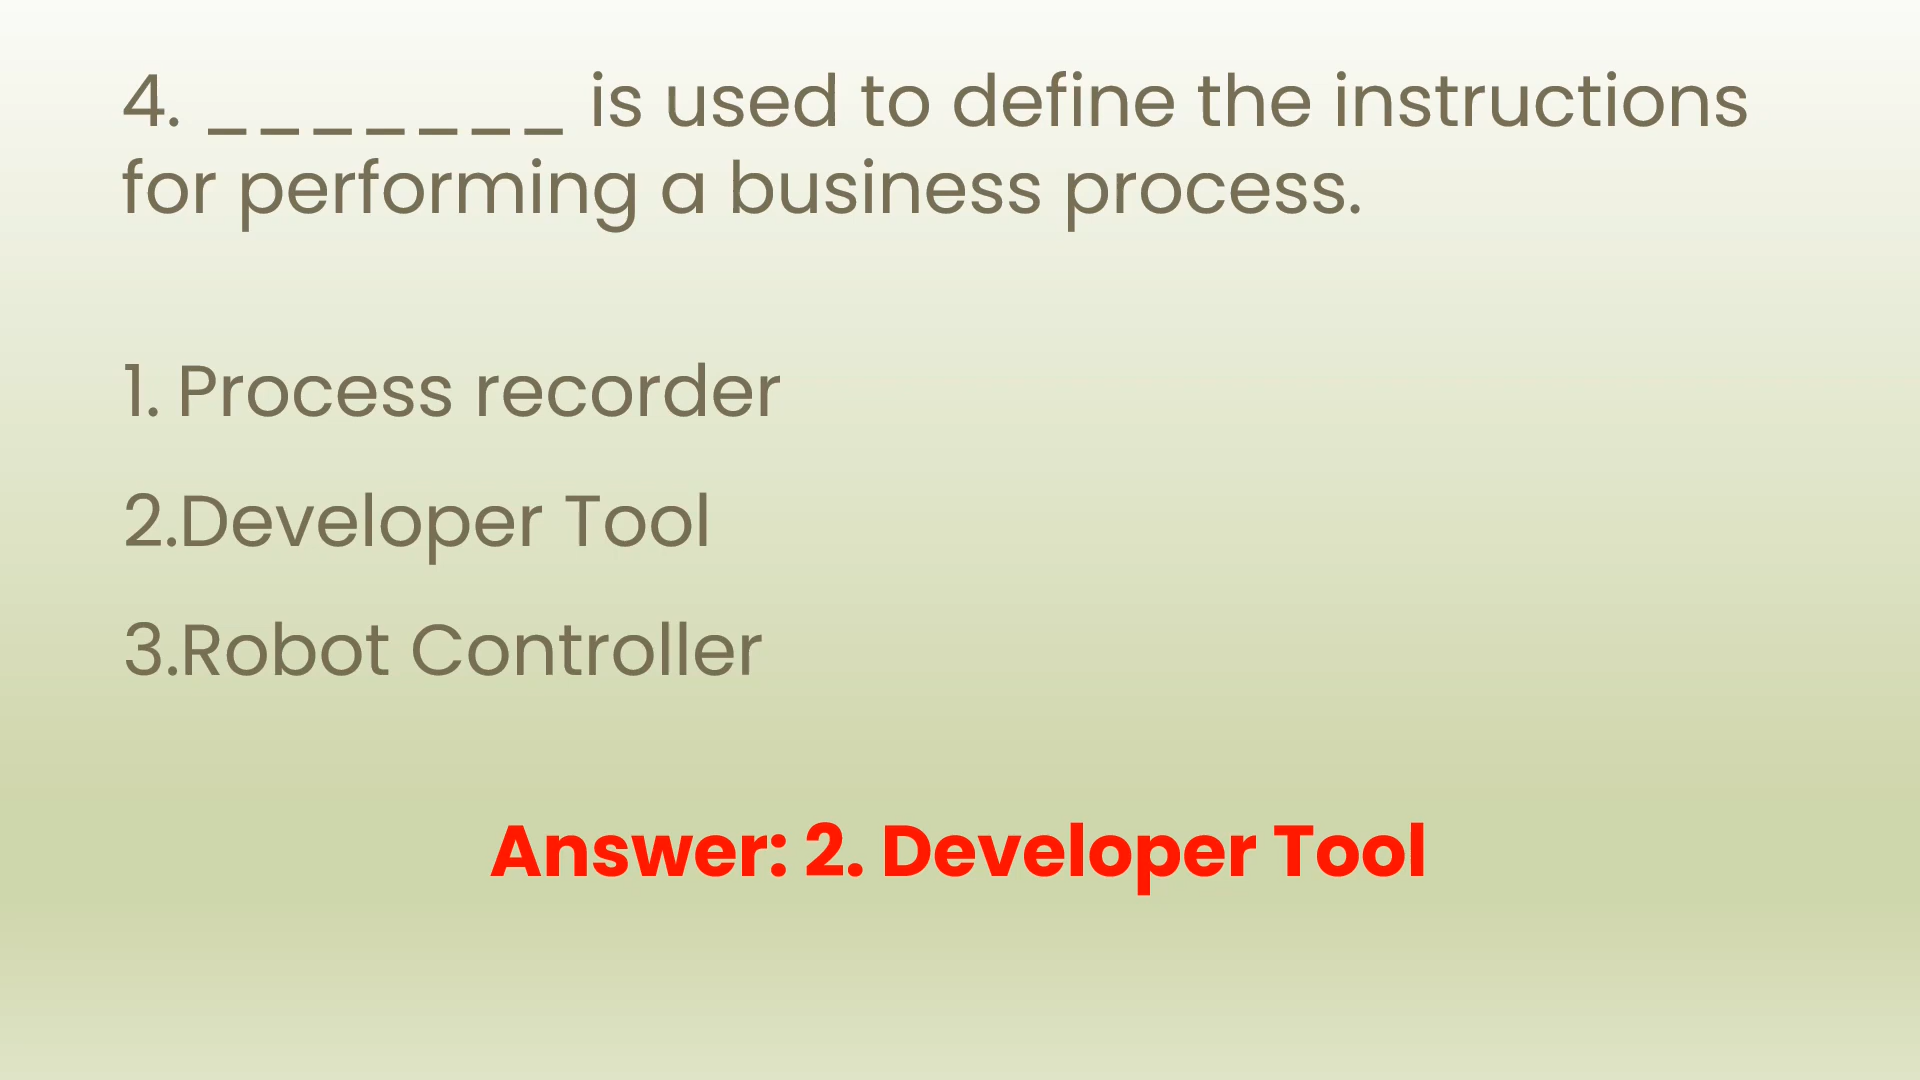 4. _ _ _ _ _ _ _ is used to define the instructions
for performing a business process.
1. Process recorder
2.Developer Tool
3.Robot Controller
Answer: 2. Developer Tool